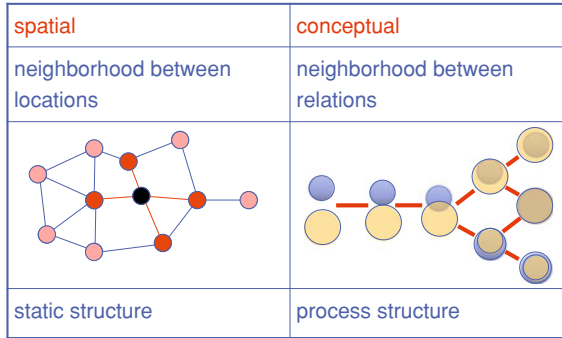 spatial
conceptual
neighborhood between
locations
neighborhood between
relations
static structure
process structure